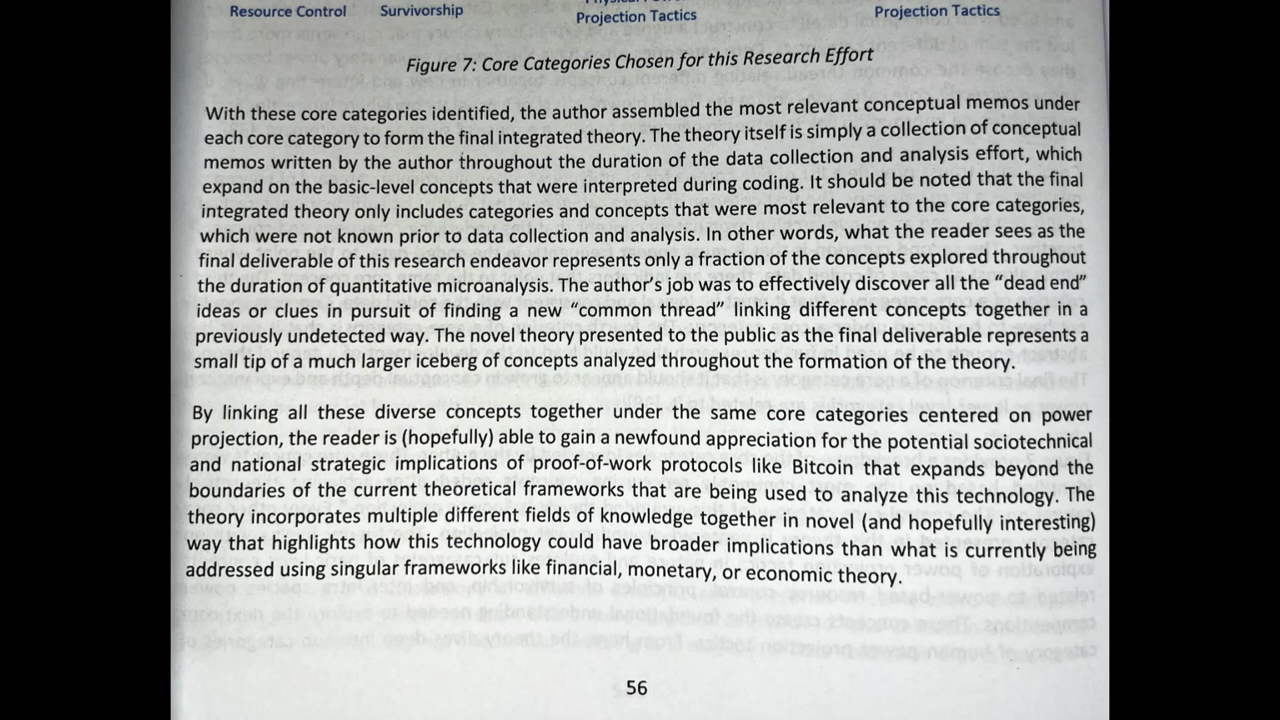 Resource Control Survivorship Projection Tactics Projection Tactics
Figure 7: Core Categories Chosen for this Research Effort
With these core categories identified, the author assembled the most relevant conceptual memos under
each core category to form the final integrated theory. The theory itself is simply a collection of conceptual
memos written by the author throughout the duration of the data collection and analysis effort, which
expand on the basic-level concepts that were interpreted during coding. It should be noted that the final
integrated theory only includes categories and concepts that were most relevant to the core categories,
which were not known prior to data collection and analysis. In other words, what the reader sees as the
final deliverable of this research endeavor represents only a fraction of the concepts explored throughout
the duration of quantitative microanalysis. The author's job was to effectively discover all the “dead end”
ideas or clues in pursuit of finding a new “common thread” linking different concepts together in a
previously undetected way. The novel theory presented to the public as the final deliverable represents a
small tip of a much larger iceberg of concepts analyzed throughout the formation of the theory.
By linking all these diverse concepts together under the same core categories centered on power
projection, the reader is (hopefully) able to gain a newfound appreciation for the potential sociotechnical
and national strategic implications of proof-of-work protocols like Bitcoin that expands beyond the
boundaries of the current theoretical frameworks that are being used to analyze this technology. The
theory incorporates multiple different fields of knowledge together in novel (and hopefully interesting)
way that highlights how this technology could have broader implications than what is currently being
addressed using singular frameworks like financial, monetary, or economic theory.
56